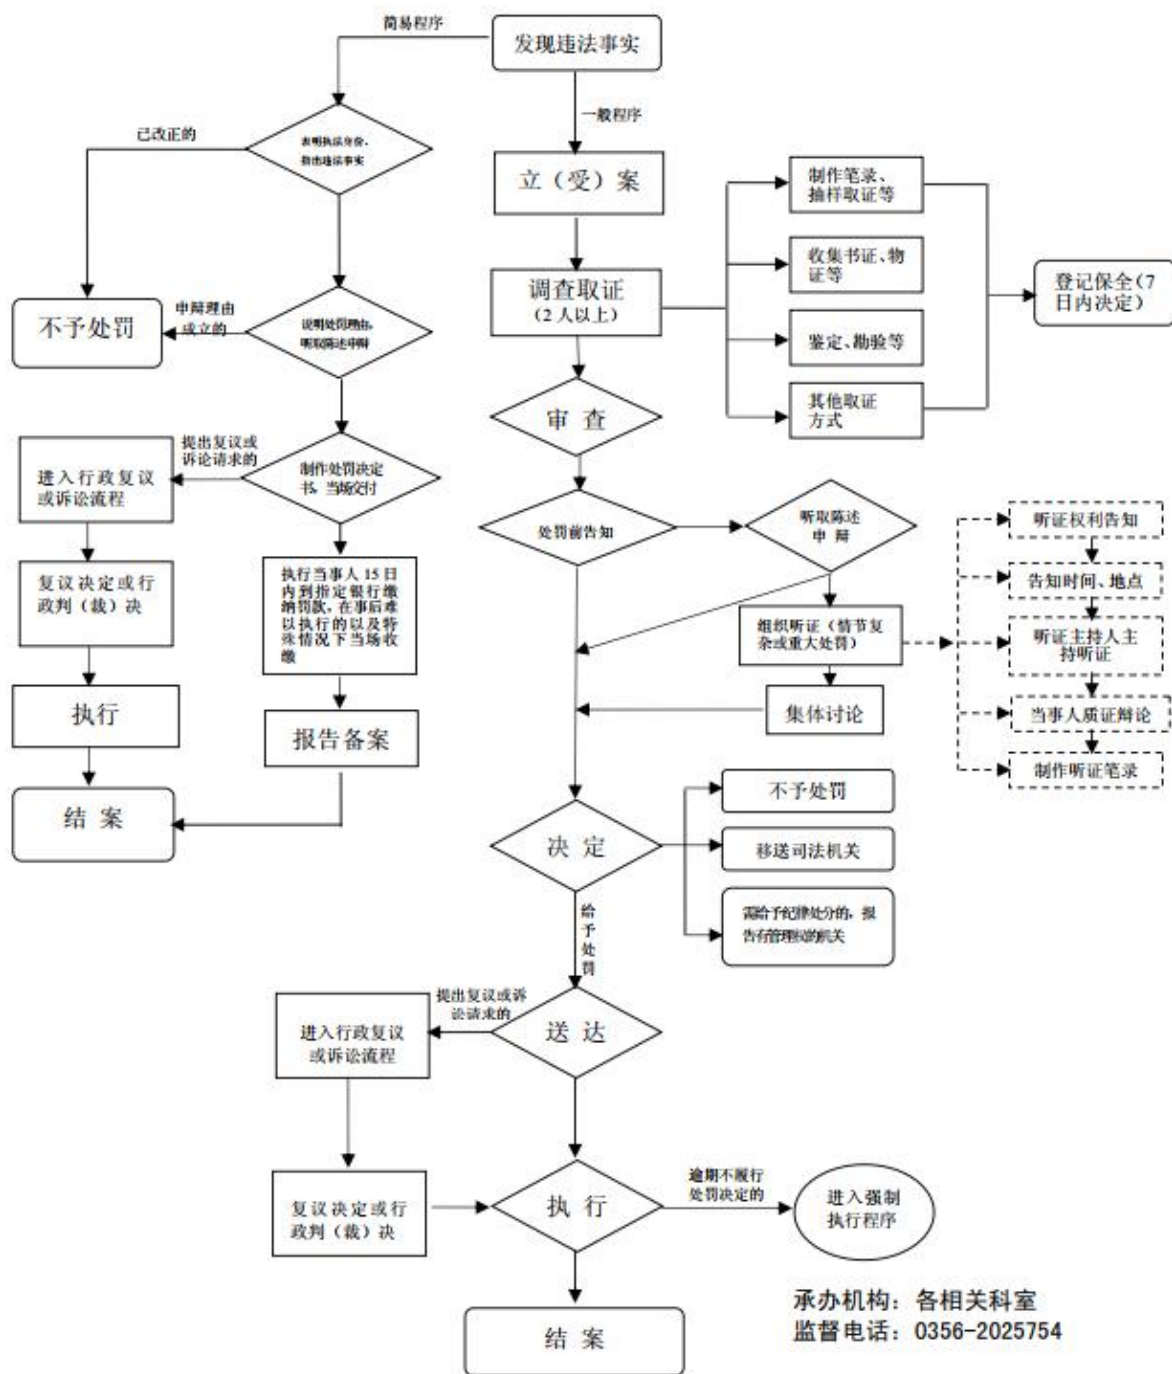 简易程序
发现违法事实
一般程序
已改正的
表明执法身份，
指出违法事实
立（受）案
制作笔录、
抽样取证等
收集书证、物
证等
登记保全（7
日内决定）
调查取证
（2 人以上）
鉴定、勘验等
其他取证
方式
不予处罚
申辩理由
成立的
说明处罚理由，
听取陈述申辩
审 查
提出复议或
诉讼请求的
进入行政复议
或诉讼流程
制作处罚决定
书，当场交付
处罚前告知
听取陈述
申 辩
听证权利告知
告知时间、地点
听证主持人主
持听证
当事人质证辩论
制作听证笔录
复议决定或行
政判（裁）决
执行当事人 15 日
内到指定银行缴
纳罚款，在事后难
以执行的以及特
殊情况下当场收
缴
组织听证（情节复
杂或重大处罚）
集体讨论
执行
报告备案
结 案
决 定
不予处罚
移送司法机关
需给予纪律处分的，报
告有管理权的机关
给
予
处
罚
提出复议或诉
讼请求的
进入行政复议
或诉讼流程
送 达
复议决定或行
政判（裁）决
执 行
逾期不履行
处罚决定的
进入强制
执行程序
结 案
承办机构：各相关科室
监督电话：0356-2025754